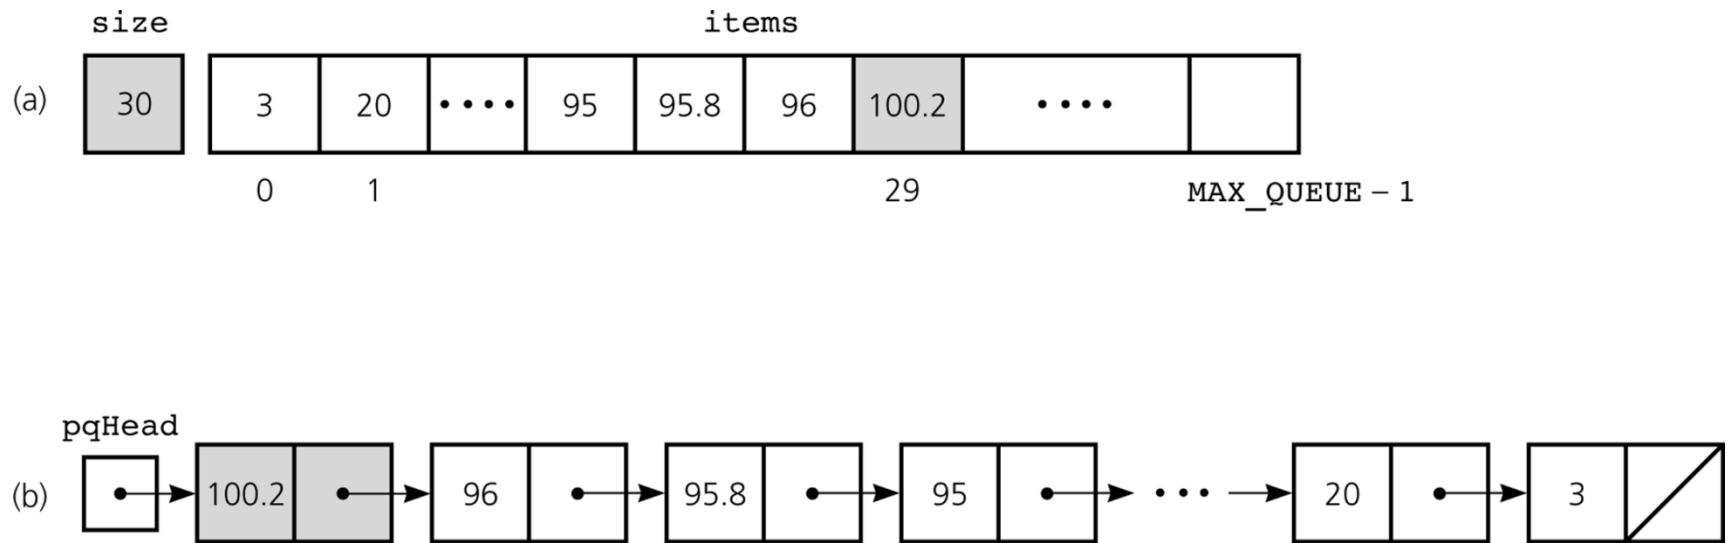 size items
(a) 30 3 20 •••• 95 95.8 96 100.2 ••••
0 1 29 MAX_QUEUE – 1
pqHead
(b) 100.2 96 95.8 95 ••• 20 3